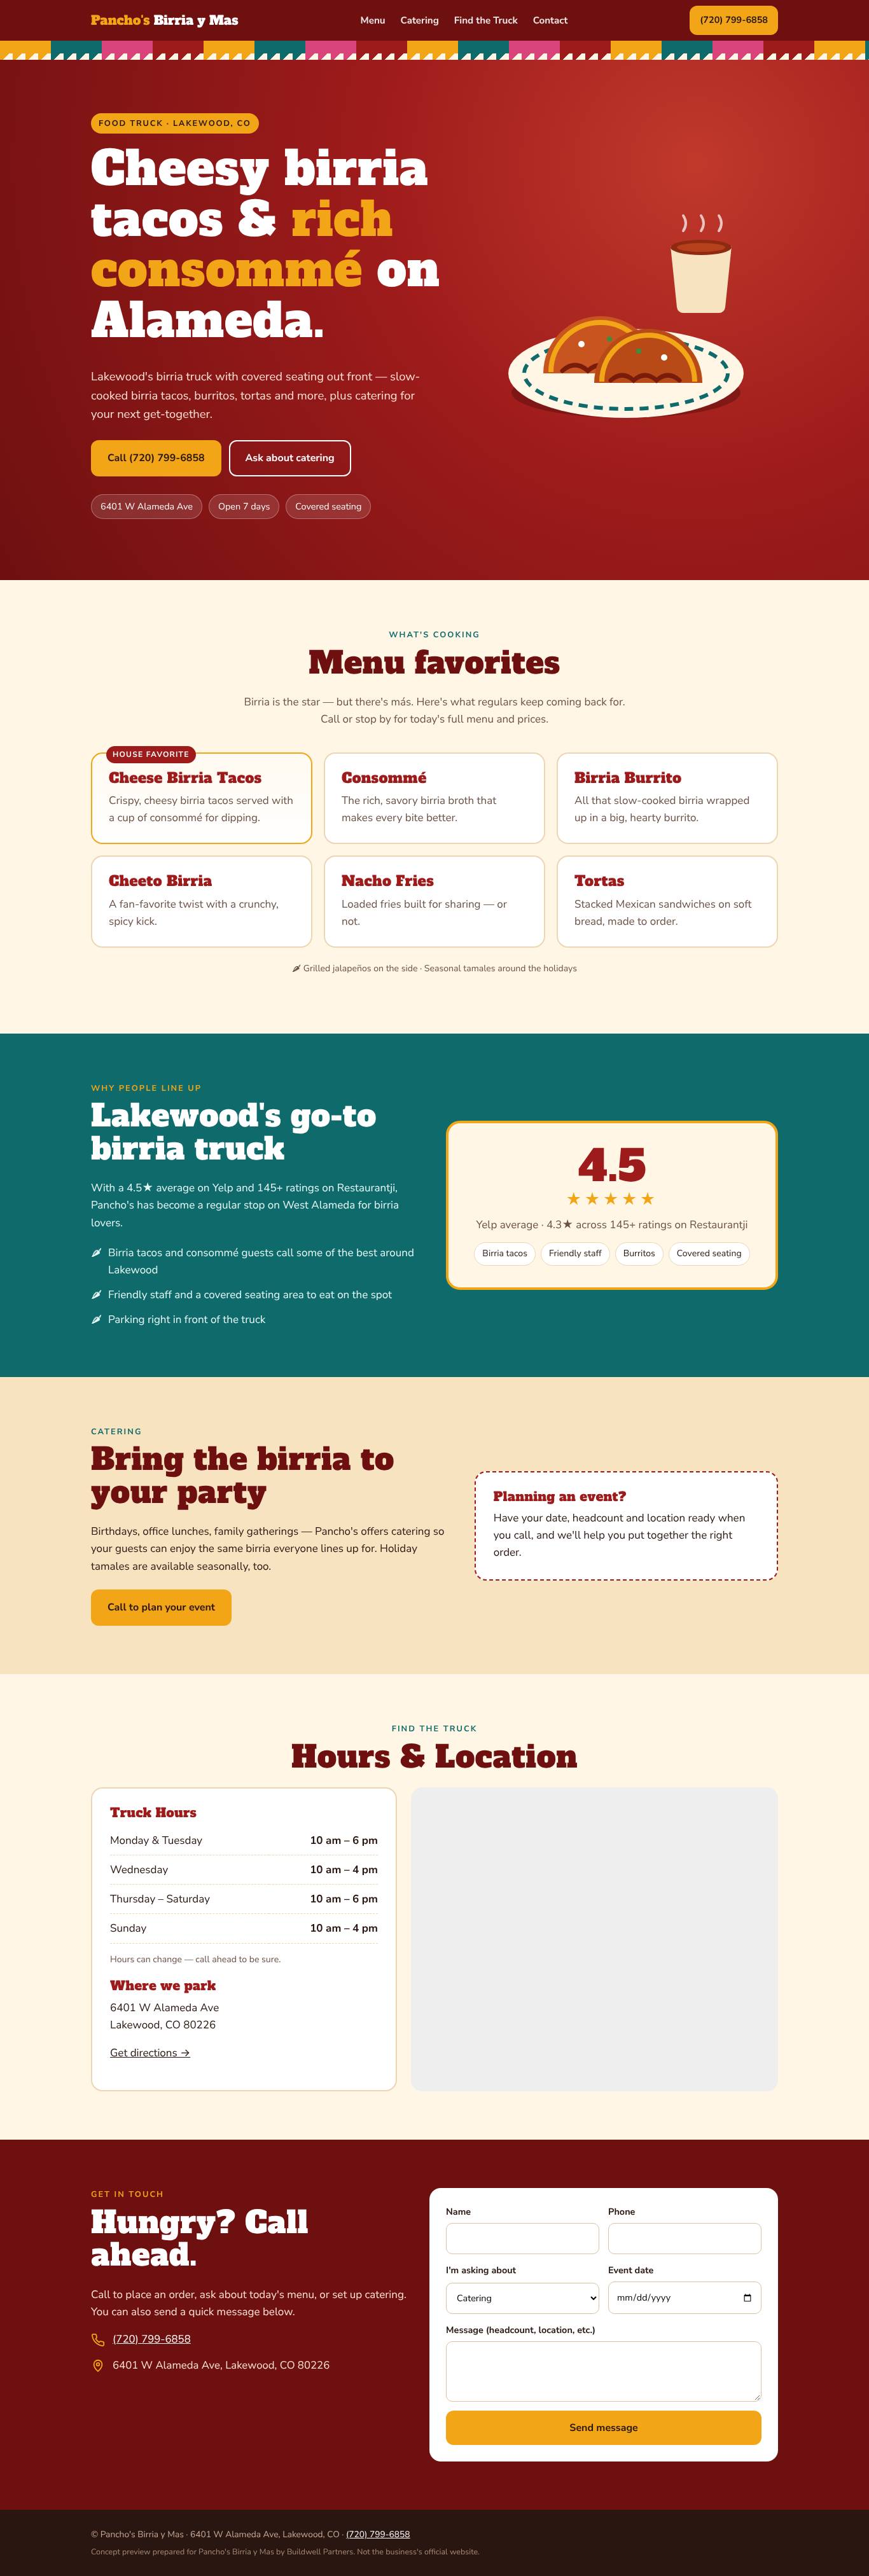 Pancho's Birria y Mas
Menu
Catering
Find the Truck
Contact
(720) 799-6858
FOOD TRUCK · LAKEWOOD, CO
Cheesy birria
tacos & rich
consommé on
Alameda.
Lakewood's birria truck with covered seating out front — slow-
cooked birria tacos, burritos, tortas and more, plus catering for
your next get-together.
Call (720) 799-6858
Ask about catering
6401 W Alameda Ave
Open 7 days
Covered seating
WHAT'S COOKING
Menu favorites
Birria is the star — but there's más. Here's what regulars keep coming back for.
Call or stop by for today's full menu and prices.
HOUSE FAVORITE
Cheese Birria Tacos
Crispy, cheesy birria tacos served with
a cup of consommé for dipping.
Consommé
The rich, savory birria broth that
makes every bite better.
Birria Burrito
All that slow-cooked birria wrapped
up in a big, hearty burrito.
Cheeto Birria
A fan-favorite twist with a crunchy,
spicy kick.
Nacho Fries
Loaded fries built for sharing — or
not.
Tortas
Stacked Mexican sandwiches on soft
bread, made to order.
🌶 Grilled jalapeños on the side · Seasonal tamales around the holidays
WHY PEOPLE LINE UP
Lakewood's go-to
birria truck
With a 4.5★ average on Yelp and 145+ ratings on Restaurantji,
Pancho's has become a regular stop on West Alameda for birria
lovers.
🌶 Birria tacos and consommé guests call some of the best around
Lakewood
🌶 Friendly staff and a covered seating area to eat on the spot
🌶 Parking right in front of the truck
4.5
★★★★★
Yelp average · 4.3★ across 145+ ratings on Restaurantji
Birria tacos
Friendly staff
Burritos
Covered seating
CATERING
Bring the birria to
your party
Birthdays, office lunches, family gatherings — Pancho's offers catering so
your guests can enjoy the same birria everyone lines up for. Holiday
tamales are available seasonally, too.
Call to plan your event
Planning an event?
Have your date, headcount and location ready when
you call, and we'll help you put together the right
order.
FIND THE TRUCK
Hours & Location
Truck Hours
Monday & Tuesday 10 am – 6 pm
Wednesday 10 am – 4 pm
Thursday – Saturday 10 am – 6 pm
Sunday 10 am – 4 pm
Hours can change — call ahead to be sure.
Where we park
6401 W Alameda Ave
Lakewood, CO 80226
Get directions →
GET IN TOUCH
Hungry? Call
ahead.
Call to place an order, ask about today's menu, or set up catering.
You can also send a quick message below.
(720) 799-6858
6401 W Alameda Ave, Lakewood, CO 80226
Name
Phone
I'm asking about
Catering
Event date
mm/dd/yyyy
Message (headcount, location, etc.)
Send message
© Pancho's Birria y Mas · 6401 W Alameda Ave, Lakewood, CO · (720) 799-6858
Concept preview prepared for Pancho's Birria y Mas by Buildwell Partners. Not the business's official website.